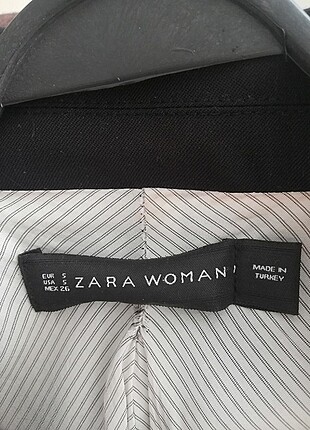 EUR S
USA S
MEX 26
ZARA WOMAN
MADE IN
TURKEY